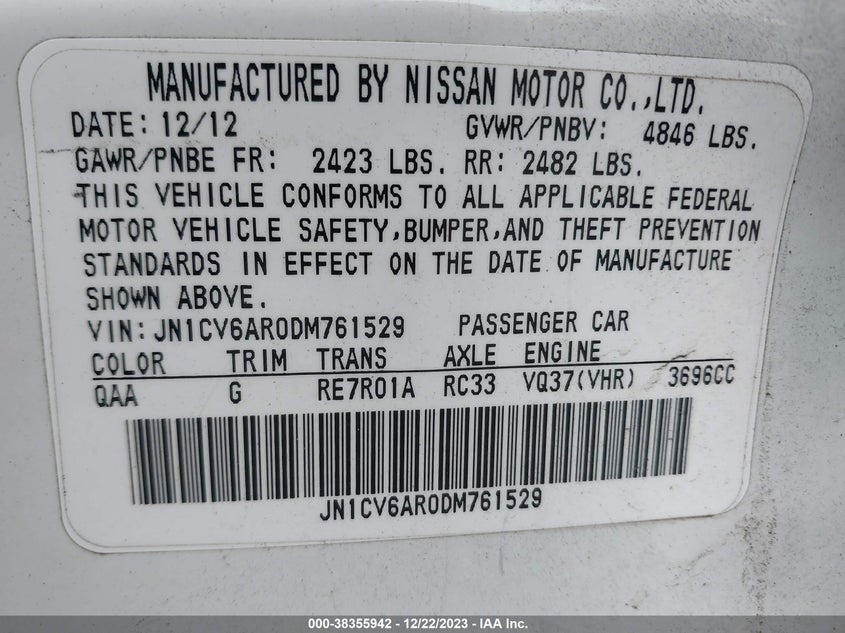 MANUFACTURED BY NISSAN MOTOR CO.,LTD.
DATE: 12/12 GVWR/PNBV: 4846 LBS.
GAWR/PNBE FR: 2423 LBS. RR: 2482 LBS.
THIS VEHICLE CONFORMS TO ALL APPLICABLE FEDERAL
MOTOR VEHICLE SAFETY,BUMPER,AND THEFT PREVENTION
STANDARDS IN EFFECT ON THE DATE OF MANUFACTURE
SHOWN ABOVE.
VIN:JN1CV6AR0DM761529 PASSENGER CAR
COLOR TRIM TRANS AXLE ENGINE
QAA G RE7R01A RC33 VQ37(VHR) 3696CC
JN1CV6AR0DM761529
000-38355942 - 12/22/2023 - IAA Inc.